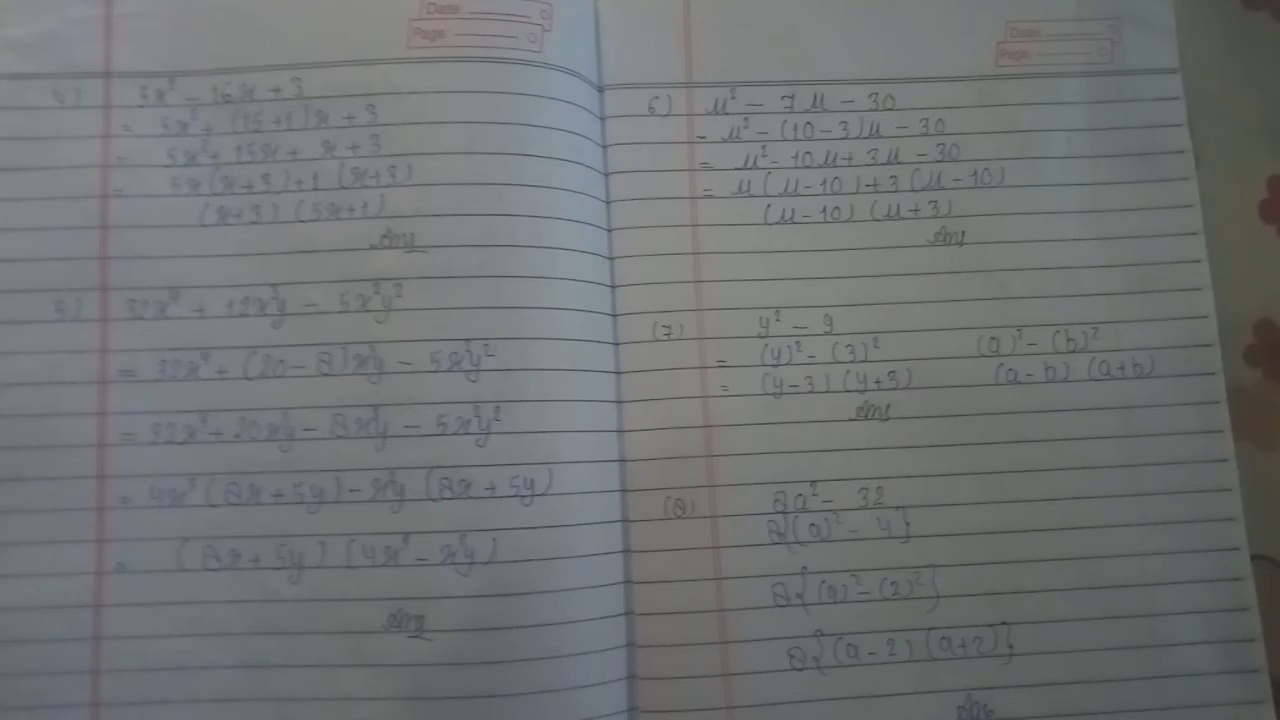 Date:
Page:
4) 5x² - 16x + 3
= 5x² + (15+1)x + 3
= 5x² + 15x + x + 3
= 5x(x+3) + 1 (x+3)
(x+3) (5x+1)
Ans
5) 32x⁴ + 12x³y - 5x²y²
= 32x⁴ + (20 - 8)x³y - 5x²y²
= 32x⁴ + 20x³y - 8x³y - 5x²y²
= 4x³ (8x + 5y) - x²y (8x + 5y)
= (8x + 5y) (4x³ - x²y)
Ans
Date:
Page:
6) u² - 7u - 30
= u² - (10 - 3)u - 30
= u² - 10u + 3u - 30
= u(u - 10) + 3(u - 10)
(u - 10) (u + 3)
Ans
(7) y² - 9
= (y)² - (3)² (a)² - (b)²
= (y-3) (y+3) (a-b) (a+b)
Ans
(8) 8a² - 32
8{(a)² - 4}
8{(a)² - (2)²}
8{(a-2) (a+2)}
Ans